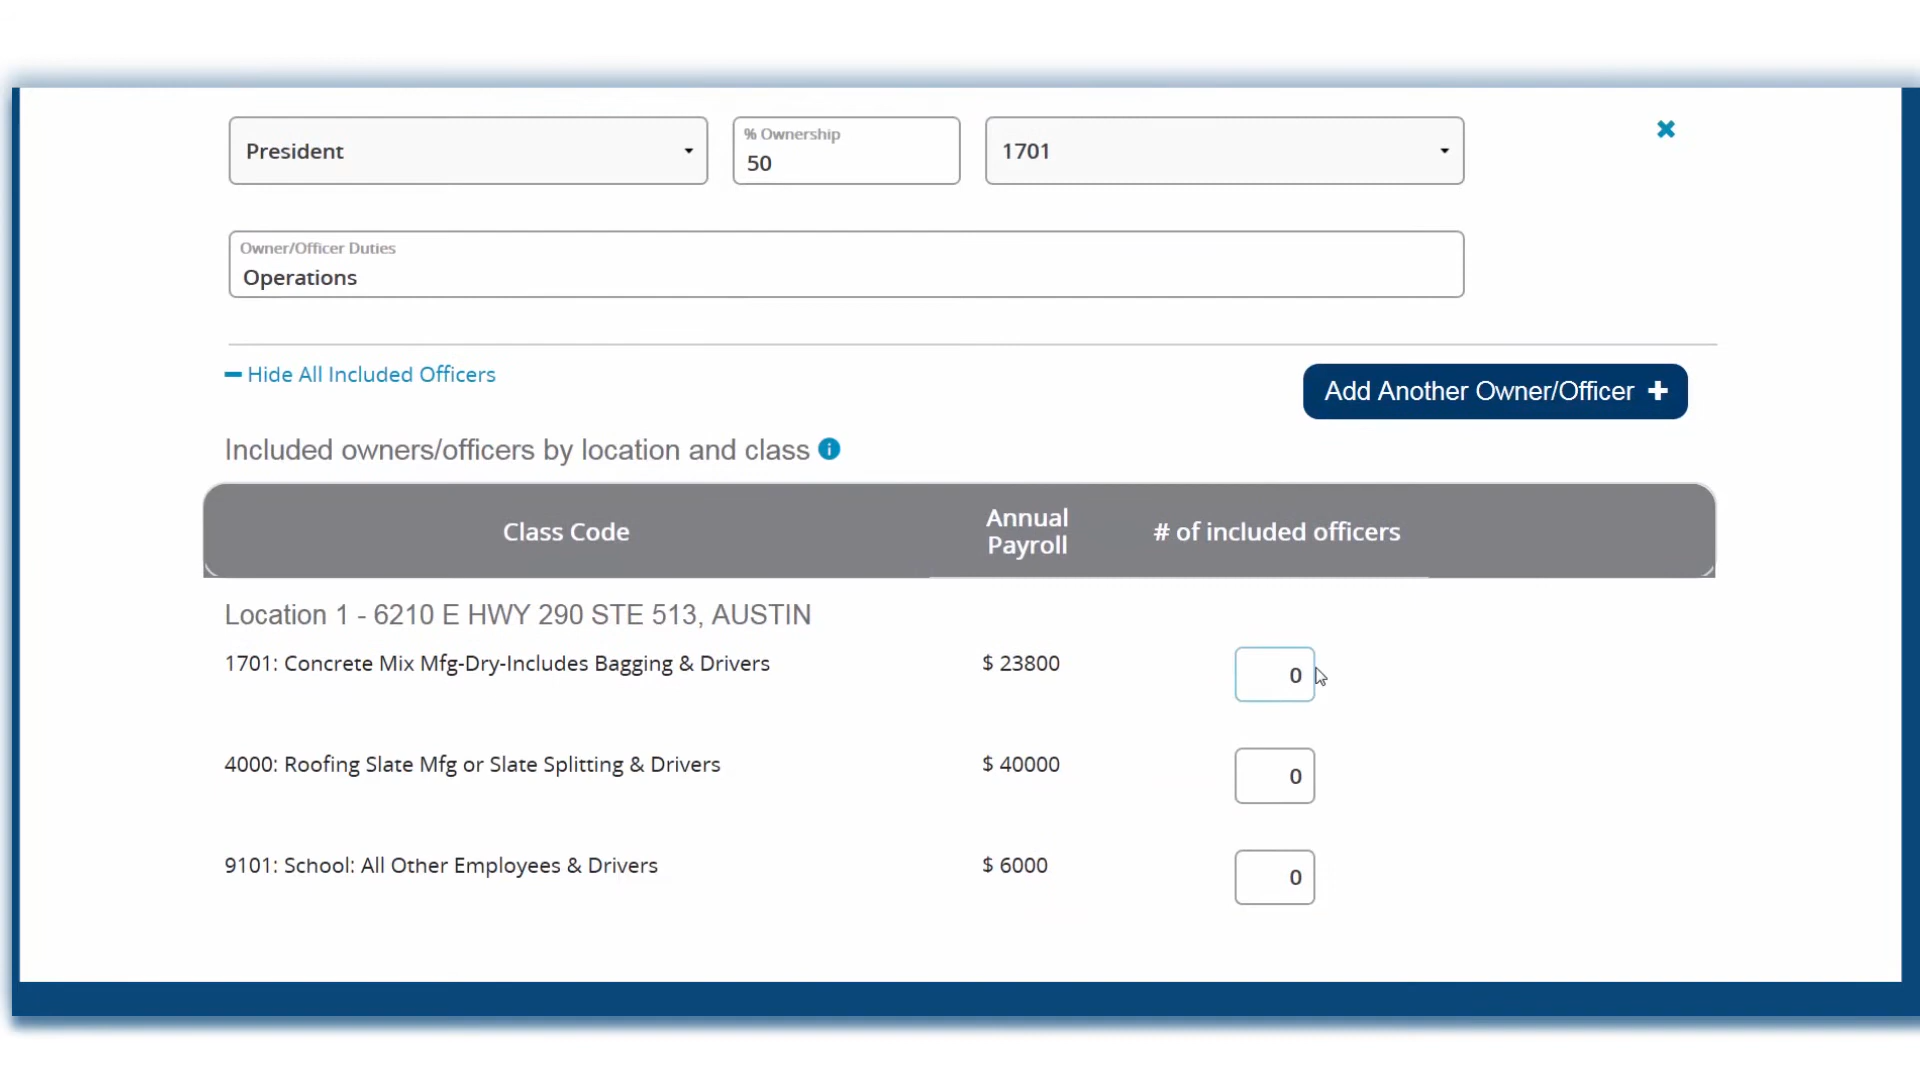 President
% Ownership
50
1701
Owner/Officer Duties
Operations
Hide All Included Officers
Add Another Owner/Officer
Included owners/officers by location and class
Class Code
Annual
Payroll
# of included officers
Location 1 - 6210 E HWY 290 STE 513, AUSTIN
1701: Concrete Mix Mfg-Dry-Includes Bagging & Drivers
$ 23800
0
4000: Roofing Slate Mfg or Slate Splitting & Drivers
$ 40000
0
9101: School: All Other Employees & Drivers
$ 6000
0